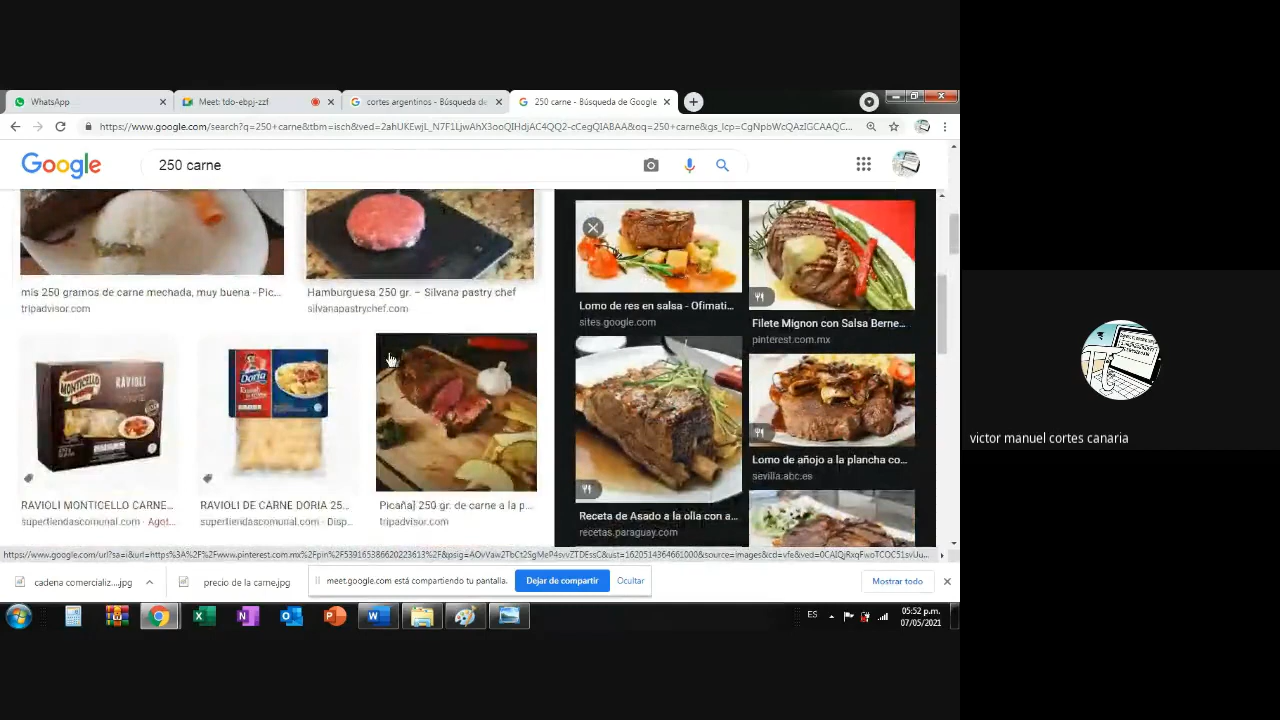 WhatsApp
Meet: tdo-ebpj-zzf
cortes argentinos - Búsqueda de
250 carne - Búsqueda de Google
Google
250 carne
mis 250 gramos de carne mechada, muy buena - Pic...
tripadvisor.com
Hamburguesa 250 gr. – Silvana pastry chef
silvanapastrychef.com
MONTICELLO
RAVIOLI
Doria
RAVIOLI MONTICELLO CARNE...
supertiendascomunal.com · Agot...
RAVIOLI DE CARNE DORIA 25...
supertiendascomunal.com · Disp...
Picaña] 250 gr. de carne a la p...
tripadvisor.com
Lomo de res en salsa - Ofimati...
sites.google.com
Filete Mignon con Salsa Berne...
pinterest.com.mx
Receta de Asado a la olla con a...
recetas.paraguay.com
Lomo de añojo a la plancha co...
sevilla.abc.es
cadena comercializ....jpg
precio de la carne.jpg
meet.google.com está compartiendo tu pantalla.
Dejar de compartir
Ocultar
Mostrar todo
ES
05:52 p.m.
07/05/2021
victor manuel cortes canaria